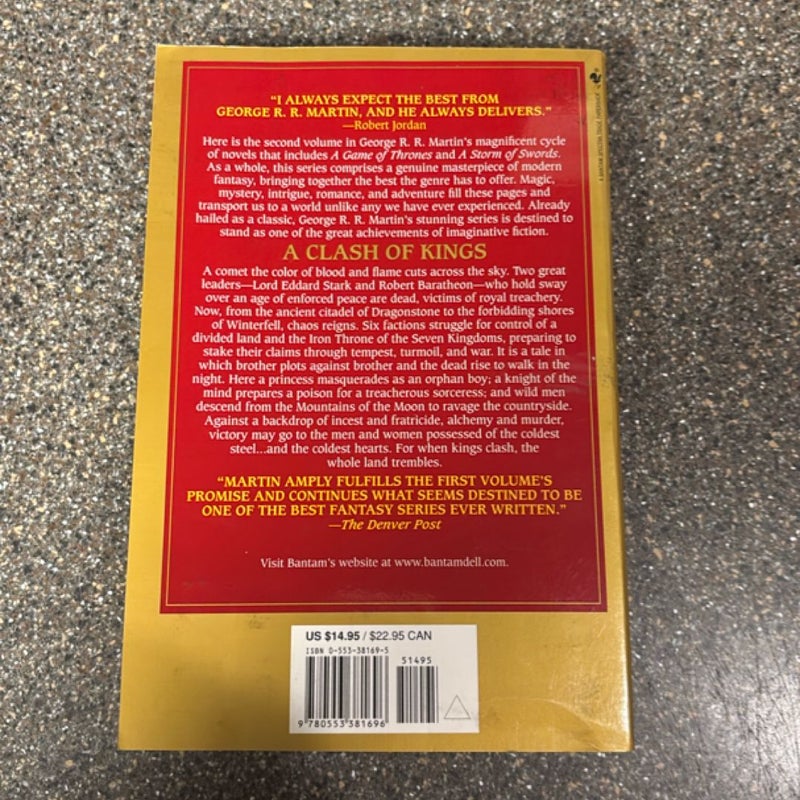 “I ALWAYS EXPECT THE BEST FROM
GEORGE R. R. MARTIN, AND HE ALWAYS DELIVERS.”
—Robert Jordan
Here is the second volume in George R. R. Martin’s magnificent cycle
of novels that includes A Game of Thrones and A Storm of Swords.
As a whole, this series comprises a genuine masterpiece of modern
fantasy, bringing together the best the genre has to offer. Magic,
mystery, intrigue, romance, and adventure fill these pages and
transport us to a world unlike any we have ever experienced. Already
hailed as a classic, George R. R. Martin’s stunning series is destined to
stand as one of the great achievements of imaginative fiction.
A CLASH OF KINGS
A comet the color of blood and flame cuts across the sky. Two great
leaders—Lord Eddard Stark and Robert Baratheon—who hold sway
over an age of enforced peace are dead, victims of royal treachery.
Now, from the ancient citadel of Dragonstone to the forbidding shores
of Winterfell, chaos reigns. Six factions struggle for control of a
divided land and the Iron Throne of the Seven Kingdoms, preparing to
stake their claims through tempest, turmoil, and war. It is a tale in
which brother plots against brother and the dead rise to walk in the
night. Here a princess masquerades as an orphan boy; a knight of the
mind prepares a poison for a treacherous sorceress; and wild men
descend from the Mountains of the Moon to ravage the countryside.
Against a backdrop of incest and fratricide, alchemy and murder,
victory may go to the men and women possessed of the coldest
steel...and the coldest hearts. For when kings clash, the
whole land trembles.
“MARTIN AMPLY FULFILLS THE FIRST VOLUME’S
PROMISE AND CONTINUES WHAT SEEMS DESTINED TO BE
ONE OF THE BEST FANTASY SERIES EVER WRITTEN.”
—The Denver Post
Visit Bantam’s website at www.bantamdell.com.
US $14.95 / $22.95 CAN
ISBN 0-553-38169-5
51495
9 780553 381696